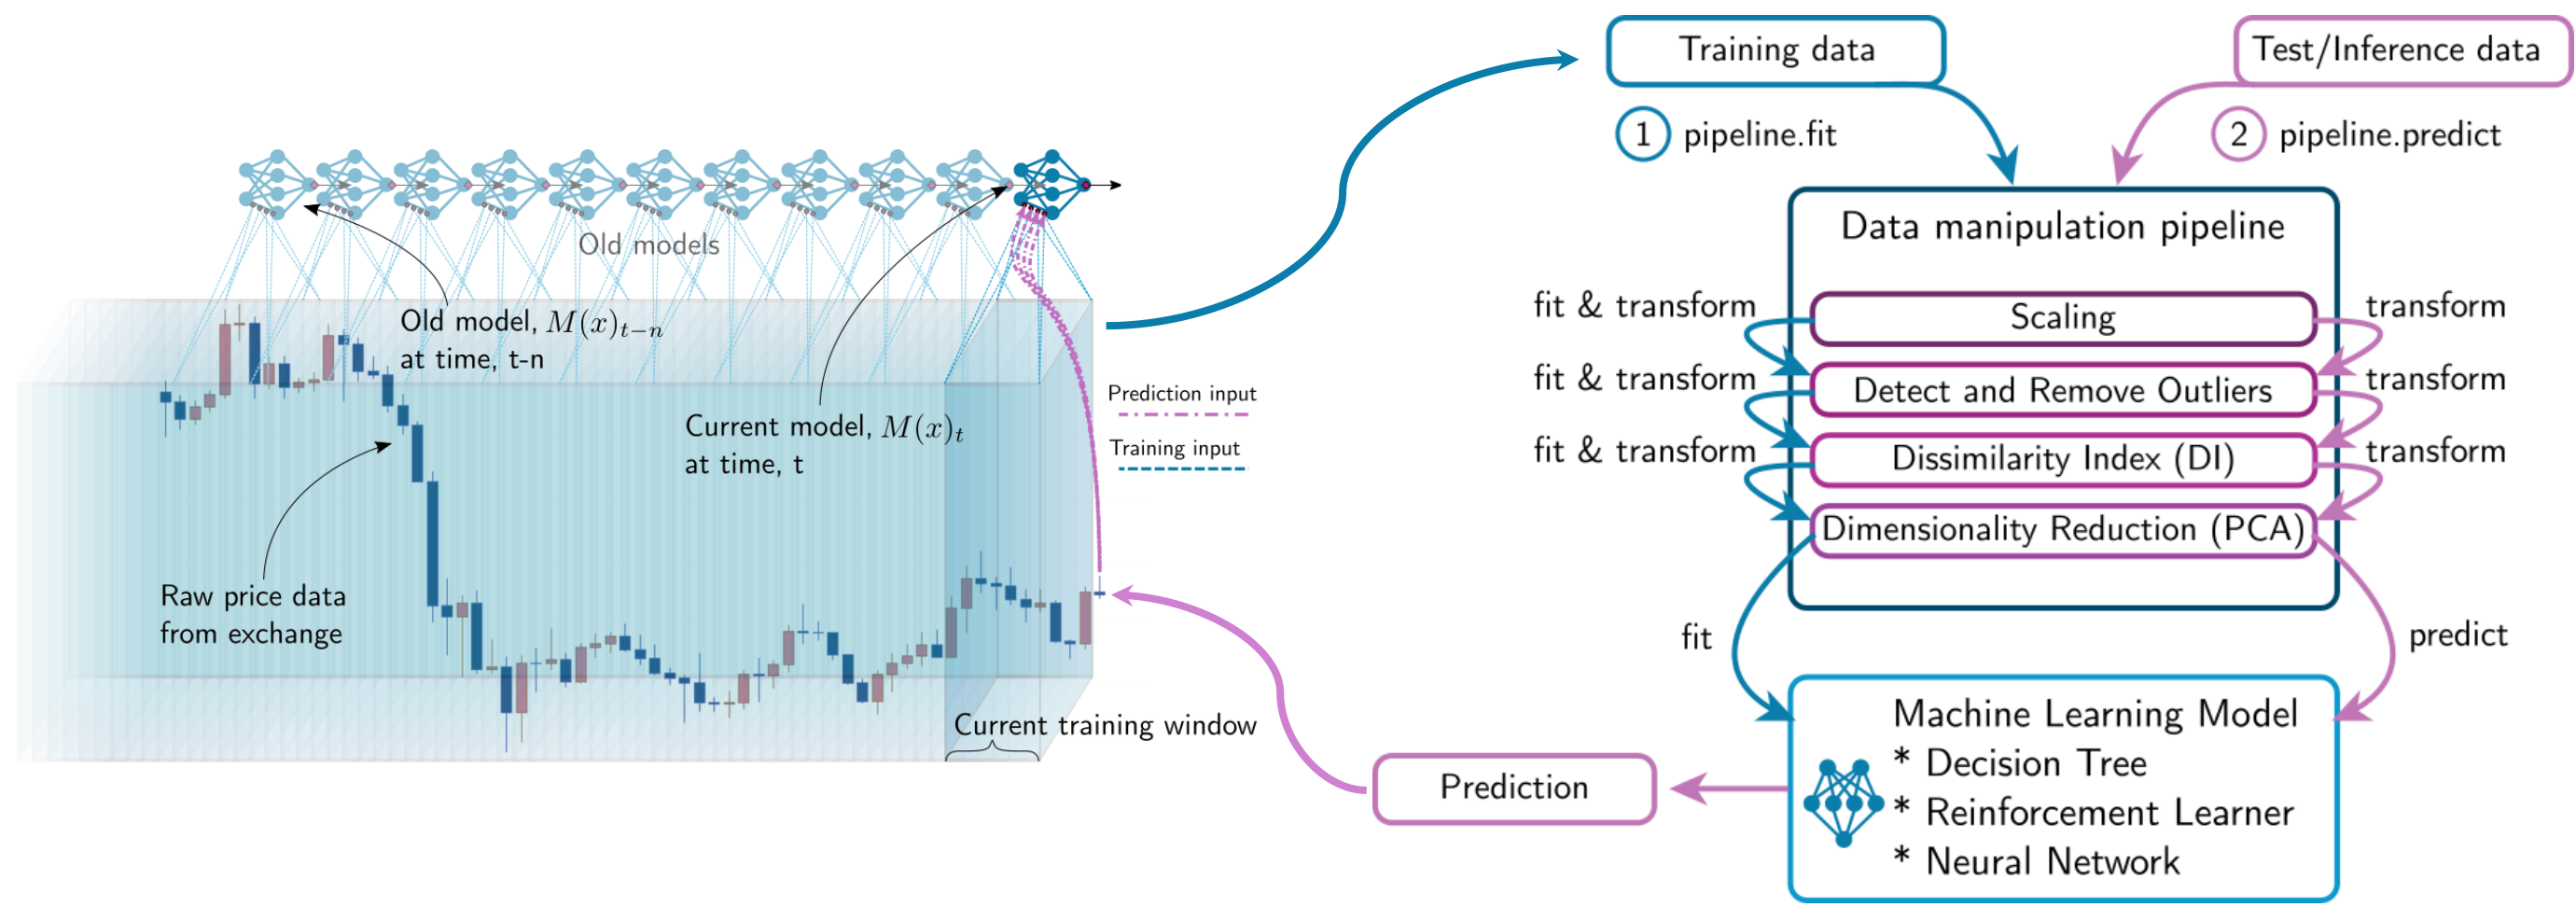 Old models
Old model, M(x)t−n
at time, t-n
Current model, M(x)t
at time, t
Raw price data
from exchange
Prediction input
Training input
Current training window
Training data
Test/Inference data
1 pipeline.fit
2 pipeline.predict
Data manipulation pipeline
fit & transform
Scaling
transform
fit & transform
Detect and Remove Outliers
transform
fit & transform
Dissimilarity Index (DI)
transform
Dimensionality Reduction (PCA)
fit
predict
Machine Learning Model
* Decision Tree
* Reinforcement Learner
* Neural Network
Prediction